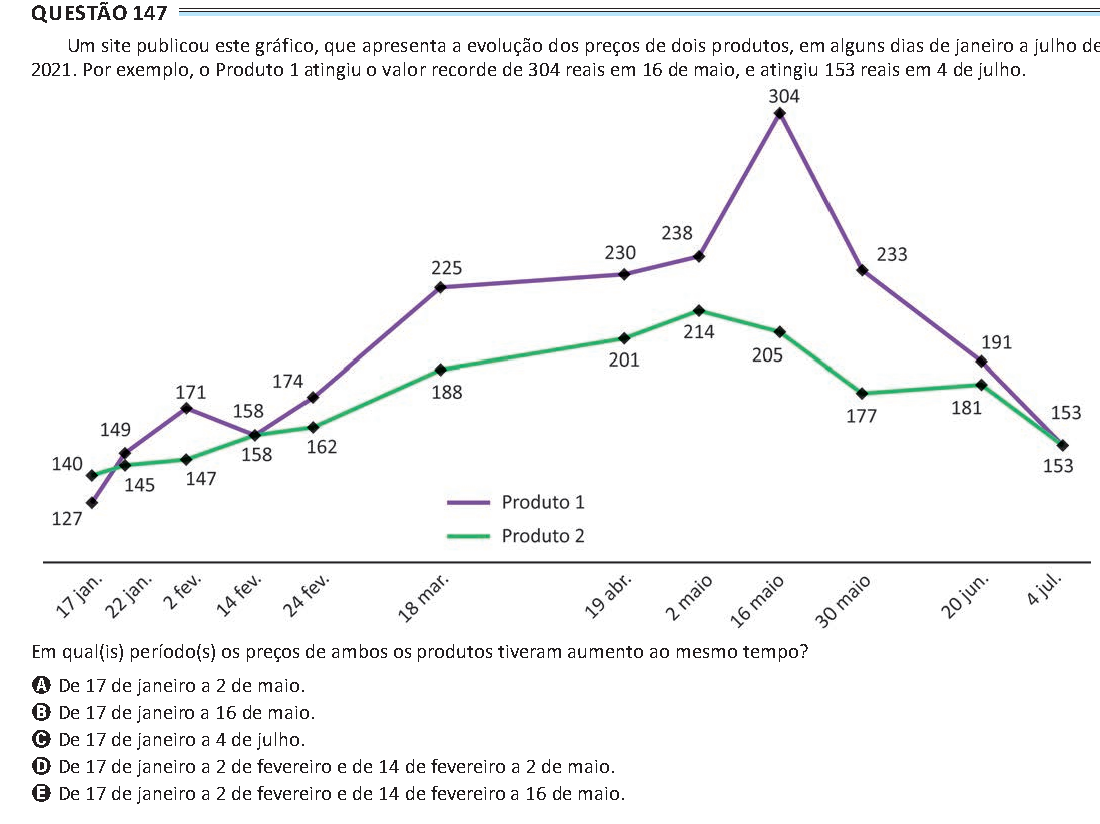 QUESTÃO 147
Um site publicou este gráfico, que apresenta a evolução dos preços de dois produtos, em alguns dias de janeiro a julho de
2021. Por exemplo, o Produto 1 atingiu o valor recorde de 304 reais em 16 de maio, e atingiu 153 reais em 4 de julho.
304
238
233
230
225
214
205
201
191
188
181
177
174
171
162
158
158
153
153
149
147
145
140
127
Produto 1
Produto 2
17 jan.
22 jan.
2 fev.
14 fev.
24 fev.
18 mar.
19 abr.
2 maio
16 maio
30 maio
20 jun.
4 jul.
Em qual(is) período(s) os preços de ambos os produtos tiveram aumento ao mesmo tempo?
A De 17 de janeiro a 2 de maio.
B De 17 de janeiro a 16 de maio.
C De 17 de janeiro a 4 de julho.
D De 17 de janeiro a 2 de fevereiro e de 14 de fevereiro a 2 de maio.
E De 17 de janeiro a 2 de fevereiro e de 14 de fevereiro a 16 de maio.